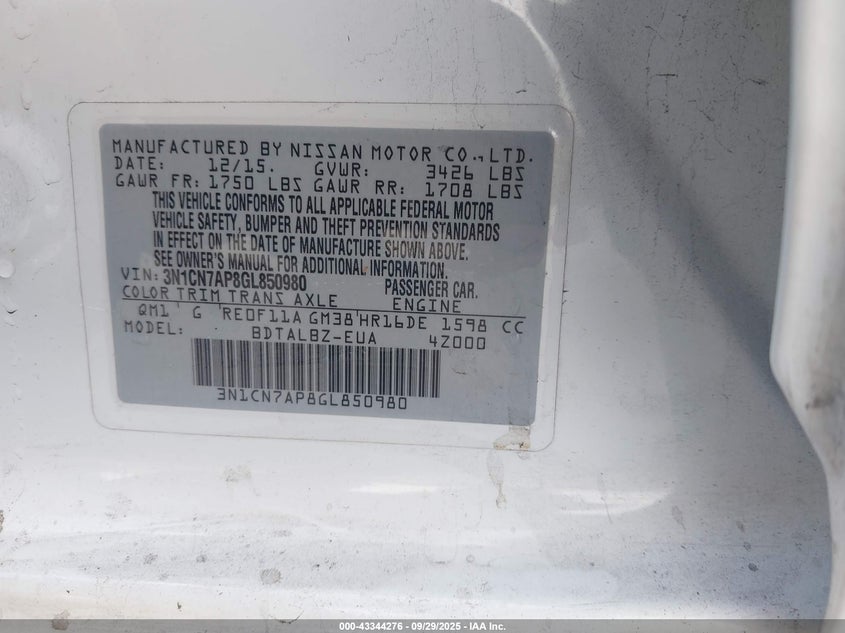 MANUFACTURED BY NISSAN MOTOR CO., LTD.
DATE: 12/15. GVWR: 3426 LBS
GAWR FR: 1750 LBS GAWR RR: 1708 LBS
THIS VEHICLE CONFORMS TO ALL APPLICABLE FEDERAL MOTOR
VEHICLE SAFETY, BUMPER AND THEFT PREVENTION STANDARDS
IN EFFECT ON THE DATE OF MANUFACTURE SHOWN ABOVE.
SEE OWNER'S MANUAL FOR ADDITIONAL INFORMATION.
VIN: 3N1CN7AP8GL850980 PASSENGER CAR.
COLOR TRIM TRANS AXLE ENGINE
QM1 G RE0F11A GM38 HR16DE 1598 CC
MODEL: BDTALBZ-EUA 4Z000
3N1CN7AP8GL850980
000-43344276 - 09/29/2025 - IAA Inc.